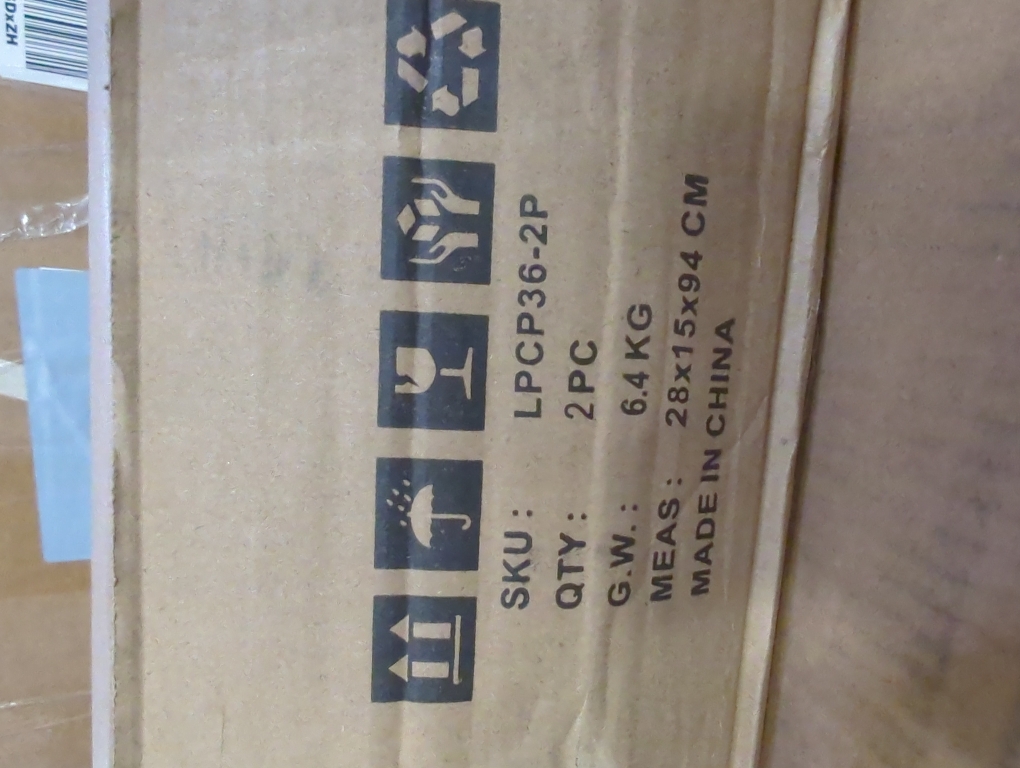 SKU : LPCP36-2P
QTY : 2PC
G.W. : 6.4 KG
MEAS : 28x15x94 CM
MADE IN CHINA